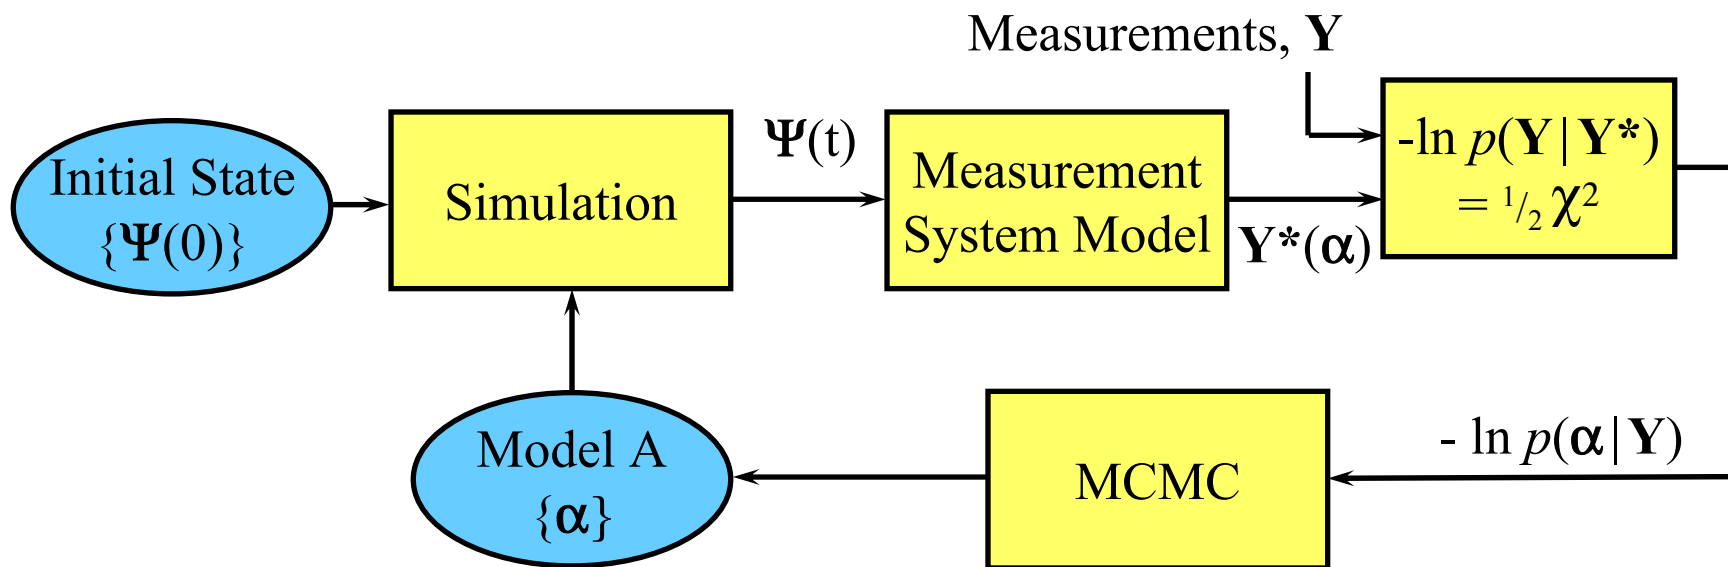 Measurements, Y
Initial State
{Ψ(0)}
Simulation
Ψ(t)
Measurement
System Model
Y*(α)
-ln p(Y | Y*)
= 1/2 χ²
Model A
{α}
MCMC
- ln p(α | Y)